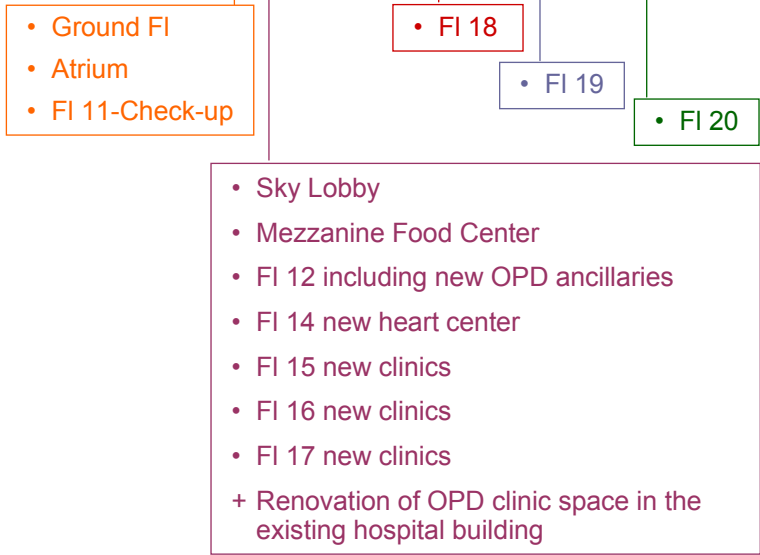 • Ground Fl
• Atrium
• Fl 11-Check-up
• Fl 18
• Fl 19
• Fl 20
• Sky Lobby
• Mezzanine Food Center
• Fl 12 including new OPD ancillaries
• Fl 14 new heart center
• Fl 15 new clinics
• Fl 16 new clinics
• Fl 17 new clinics
+ Renovation of OPD clinic space in the
existing hospital building